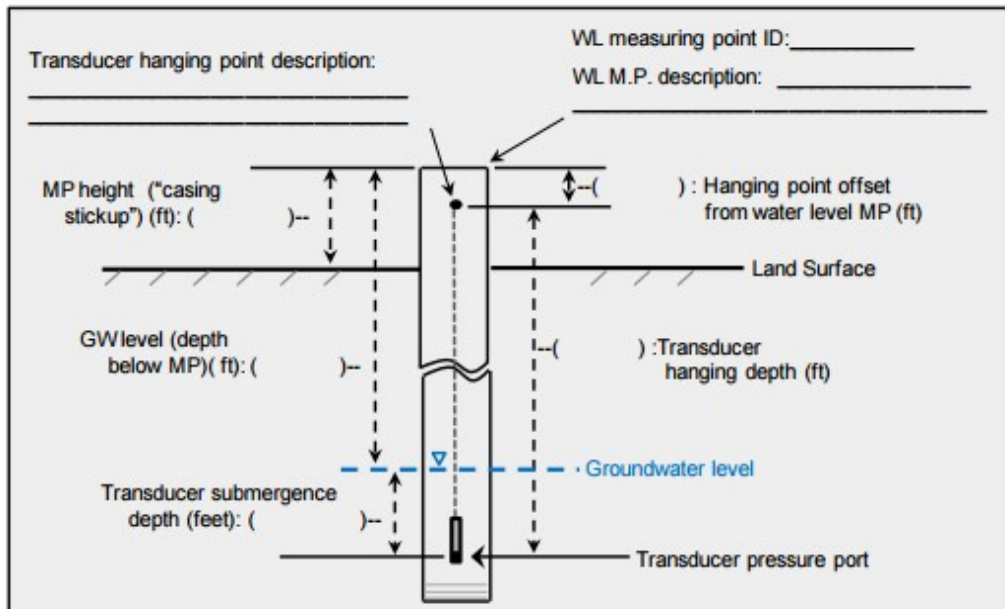 Transducer hanging point description:
WL measuring point ID:____________
WL M.P. description: ____________
MP height ("casing
stickup") (ft): ( )--
--( ) : Hanging point offset
from water level MP (ft)
Land Surface
GW level (depth
below MP)( ft): ( )--
--( ) :Transducer
hanging depth (ft)
Groundwater level
Transducer submergence
depth (feet): ( )--
Transducer pressure port